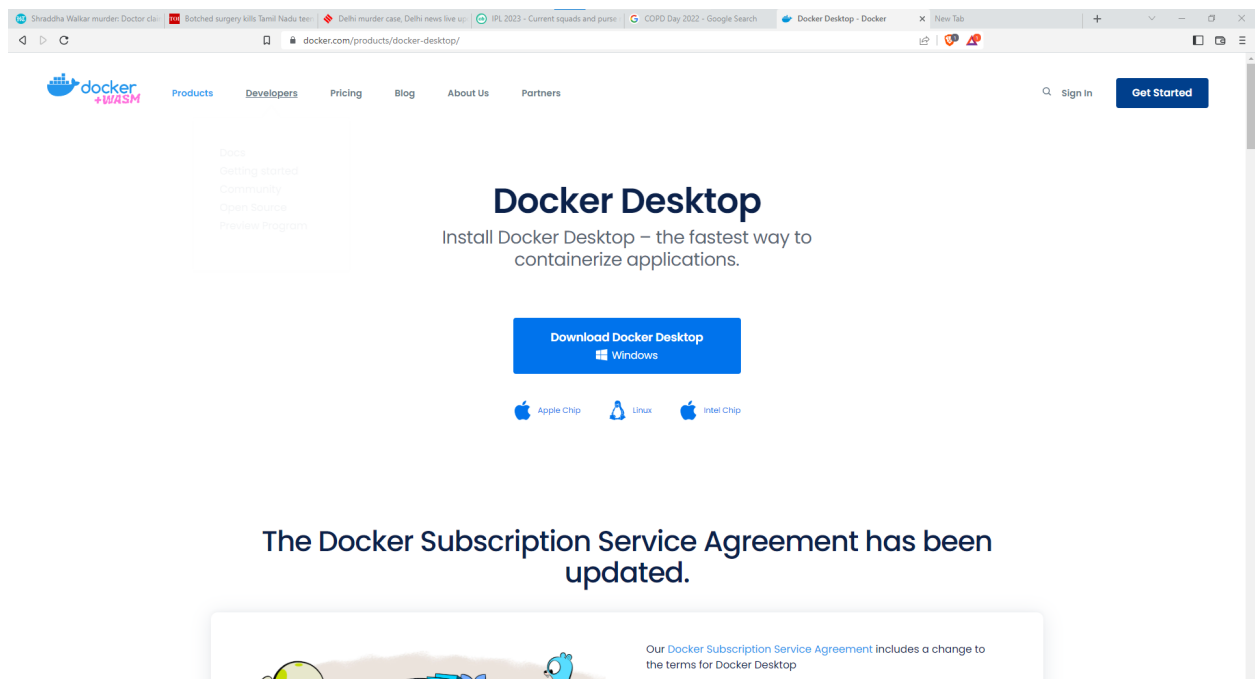 Shraddha Walkar murden Doctor cla
TOI Botched surgery kills Tamil Nadu teen
Delhi murder case, Delhi news live up
IPL 2023 - Current squads and purse
G COPD Day 2022 - Google Search
Docker Desktop - Docker
New Tab
docker.com/products/docker-desktop/
docker
+WASM
Products
Developers
Pricing
Blog
About Us
Partners
Sign In
Get Started
Docs
Getting started
Community
Open Source
Preview Program
Docker Desktop
Install Docker Desktop – the fastest way to
containerize applications.
Download Docker Desktop
Windows
Apple Chip
Linux
Intel Chip
The Docker Subscription Service Agreement has been
updated.
Our Docker Subscription Service Agreement includes a change to
the terms for Docker Desktop